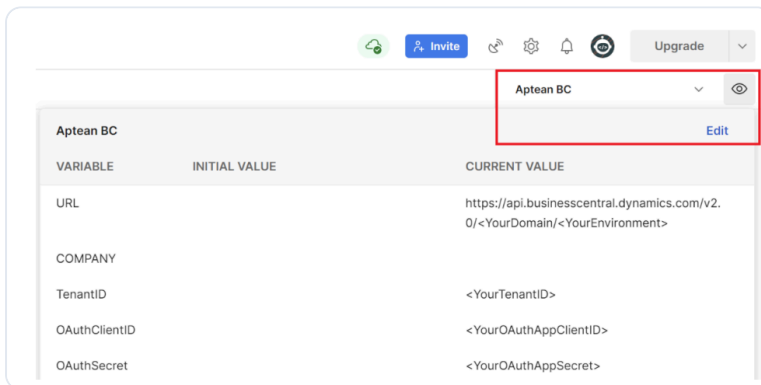 Invite
Upgrade
Aptean BC
Aptean BC
Edit
VARIABLE INITIAL VALUE CURRENT VALUE
URL https://api.businesscentral.dynamics.com/v2.
0/<YourDomain/<YourEnvironment>
COMPANY
TenantID <YourTenantID>
OAuthClientID <YourOAuthAppClientID>
OAuthSecret <YourOAuthAppSecret>